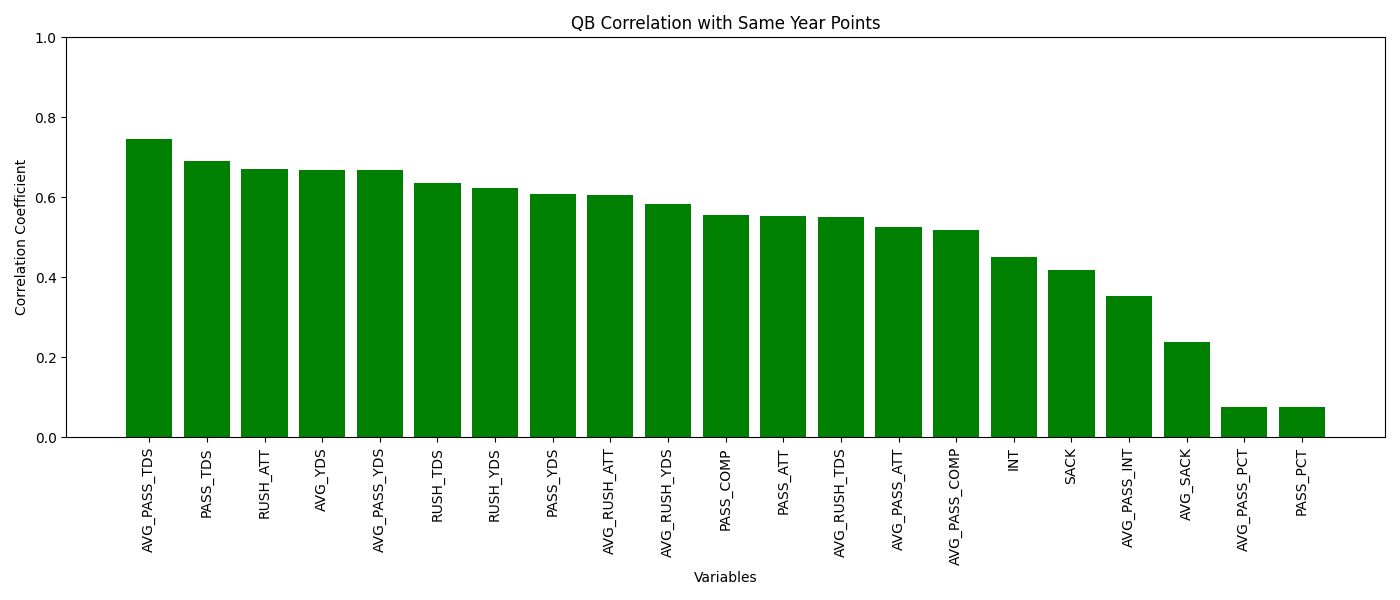 QB Correlation with Same Year Points
Correlation Coefficient
1.0
0.8
0.6
0.4
0.2
0.0
AVG_PASS_TDS
PASS_TDS
RUSH_ATT
AVG_YDS
AVG_PASS_YDS
RUSH_TDS
RUSH_YDS
PASS_YDS
AVG_RUSH_ATT
AVG_RUSH_YDS
PASS_COMP
PASS_ATT
AVG_RUSH_TDS
AVG_PASS_ATT
AVG_PASS_COMP
INT
SACK
AVG_PASS_INT
AVG_SACK
AVG_PASS_PCT
PASS_PCT
Variables